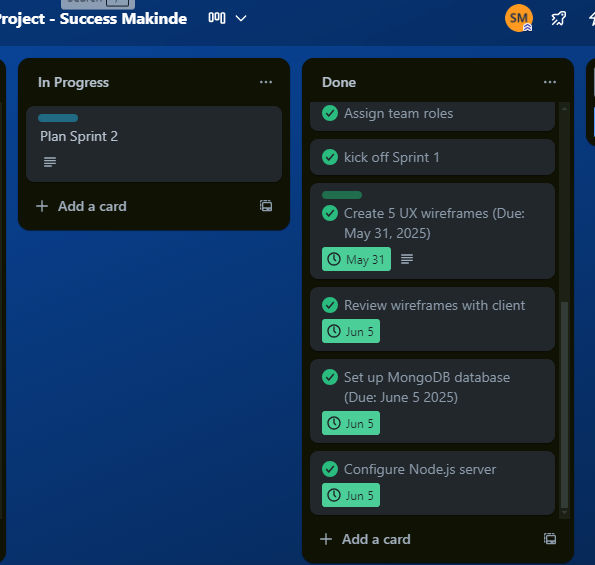 Search
Project - Success Makinde
SM
In Progress
Plan Sprint 2
Add a card
Done
Assign team roles
kick off Sprint 1
Create 5 UX wireframes (Due:
May 31, 2025)
May 31
Review wireframes with client
Jun 5
Set up MongoDB database
(Due: June 5 2025)
Jun 5
Configure Node.js server
Jun 5
Add a card